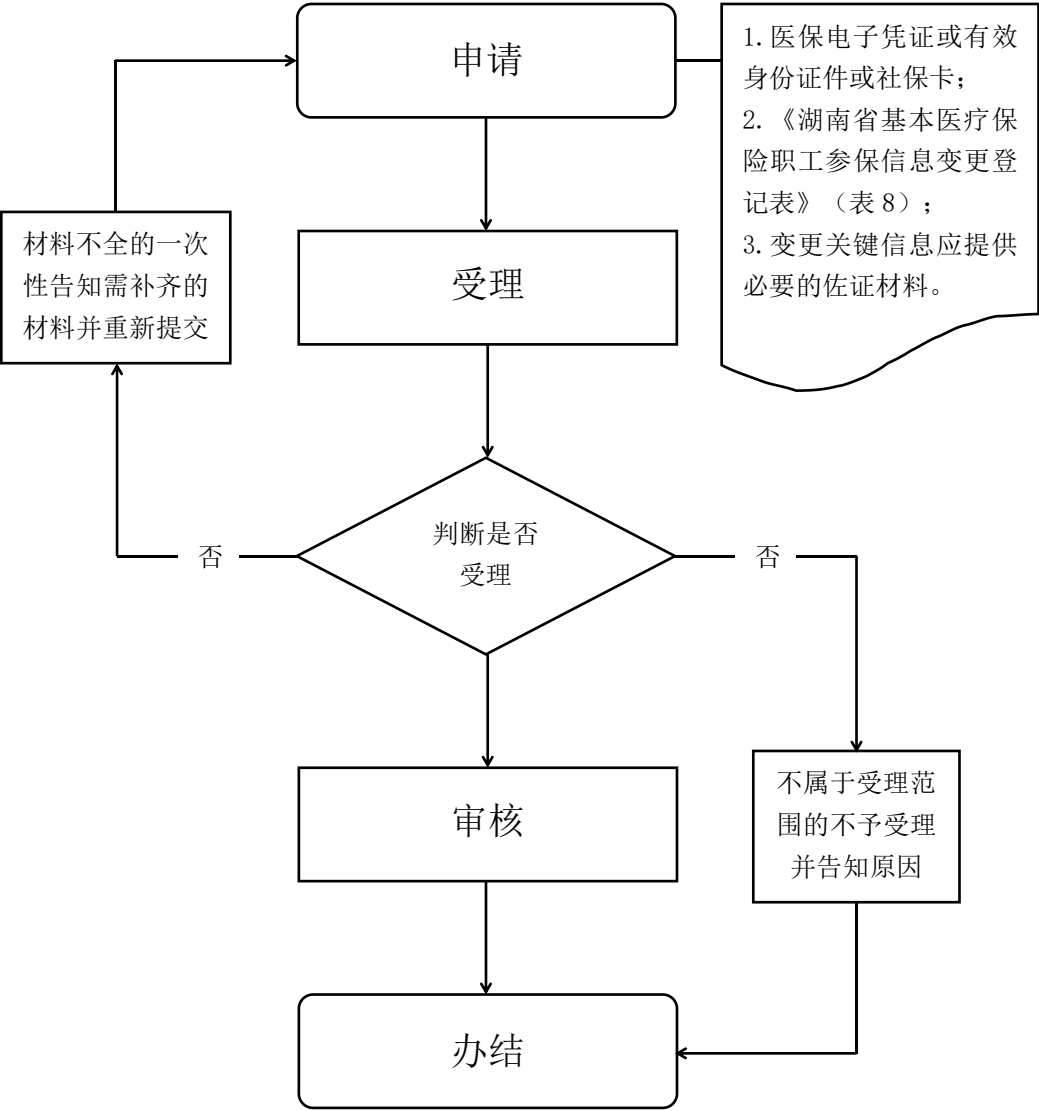 申请
1.医保电子凭证或有效
身份证件或社保卡；
2.《湖南省基本医疗保
险职工参保信息变更登
记表》（表 8）；
3.变更关键信息应提供
必要的佐证材料。
材料不全的一次
性告知需补齐的
材料并重新提交
受理
判断是否
受理
否
否
审核
不属于受理范
围的不予受理
并告知原因
办结